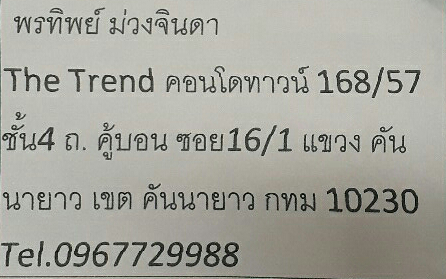 พรทิพย์ ม่วงจินดา
The Trend คอนโดทาวน์ 168/57
ชั้น4 ถ. คู้บอน ซอย16/1 แขวง คัน
นายาว เขต คันนายาว กทม 10230
Tel.0967729988